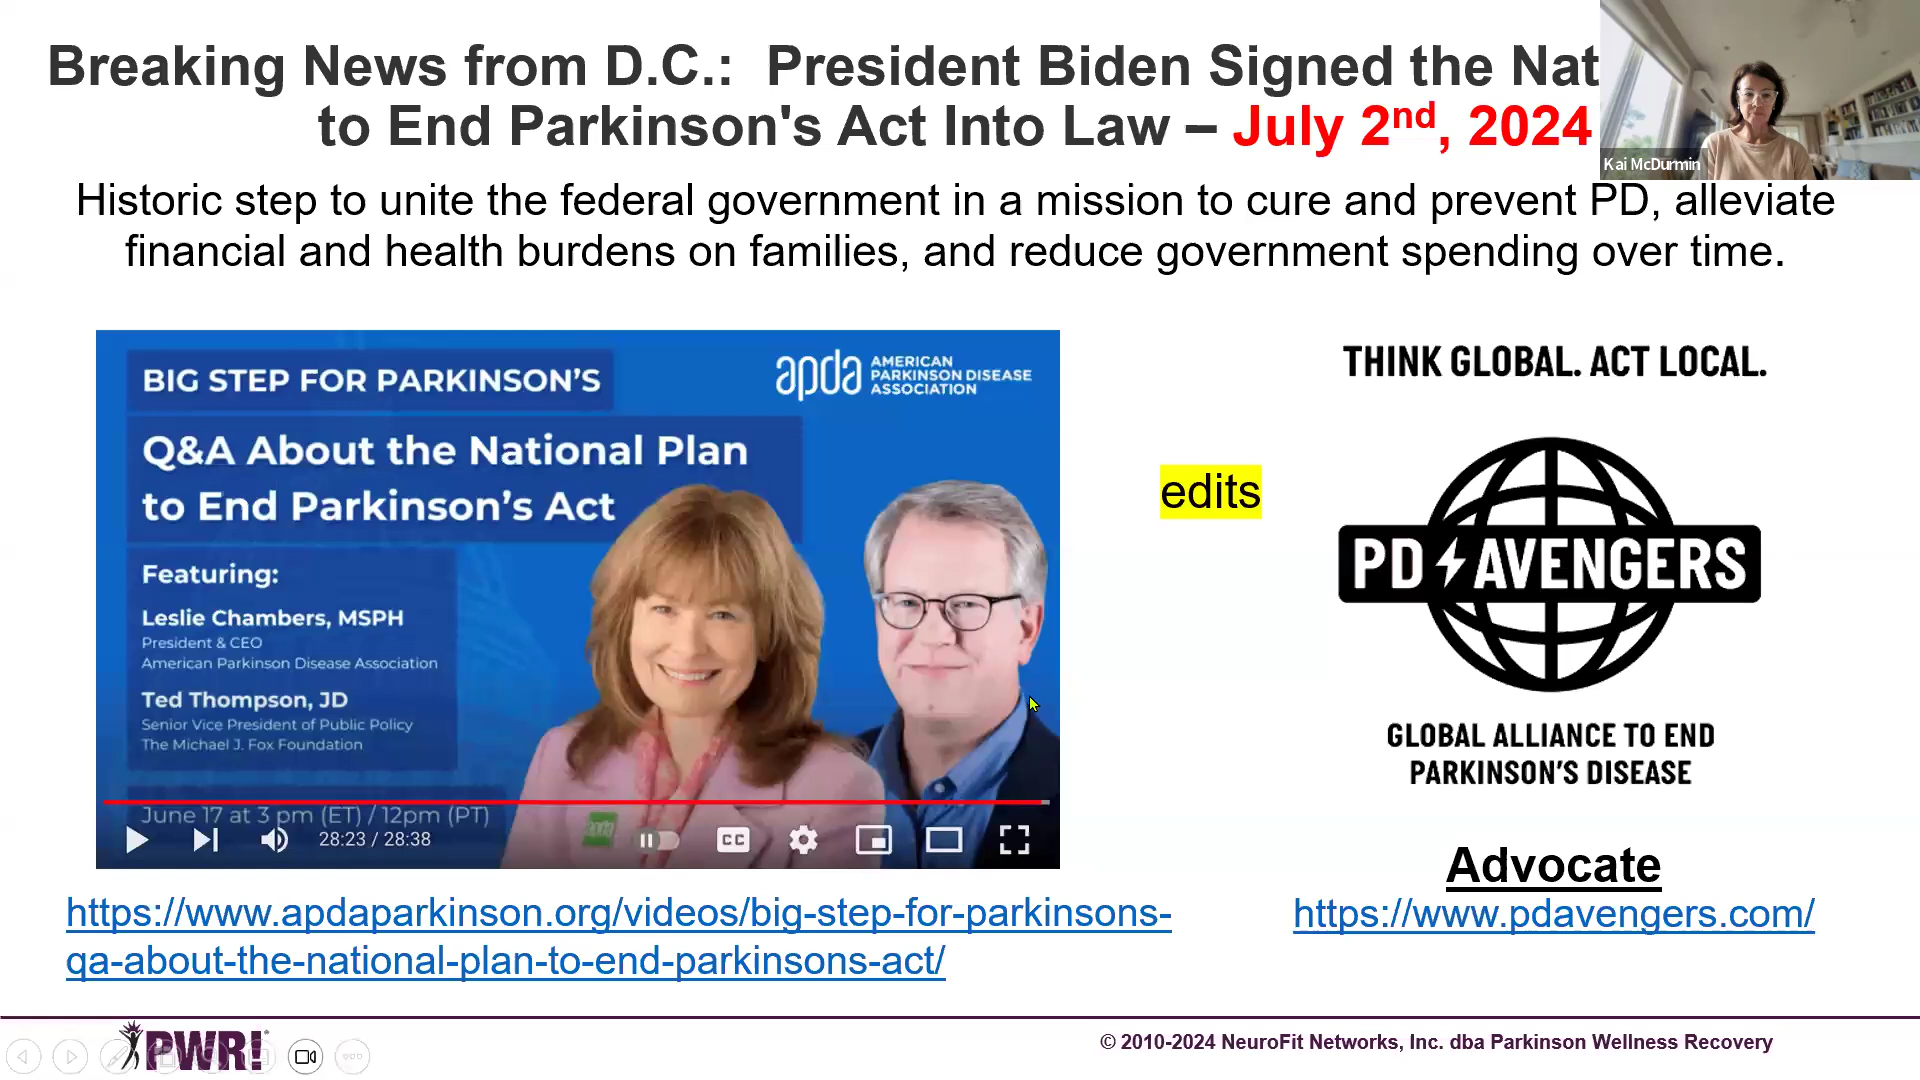 Breaking News from D.C.: President Biden Signed the Nat
to End Parkinson's Act Into Law – July 2nd, 2024
Kai McDurmin
Historic step to unite the federal government in a mission to cure and prevent PD, alleviate
financial and health burdens on families, and reduce government spending over time.
BIG STEP FOR PARKINSON'S
apda AMERICAN
PARKINSON DISEASE
ASSOCIATION
Q&A About the National Plan
to End Parkinson's Act
Featuring:
Leslie Chambers, MSPH
President & CEO
American Parkinson Disease Association
Ted Thompson, JD
Senior Vice President of Public Policy
The Michael J. Fox Foundation
June 17 at 3 pm (ET) / 12pm (PT)
apda
28:23 / 28:38
CC
https://www.apdaparkinson.org/videos/big-step-for-parkinsons-
qa-about-the-national-plan-to-end-parkinsons-act/
edits
THINK GLOBAL. ACT LOCAL.
PD AVENGERS
GLOBAL ALLIANCE TO END
PARKINSON'S DISEASE
Advocate
https://www.pdavengers.com/
PWR!
© 2010-2024 NeuroFit Networks, Inc. dba Parkinson Wellness Recovery